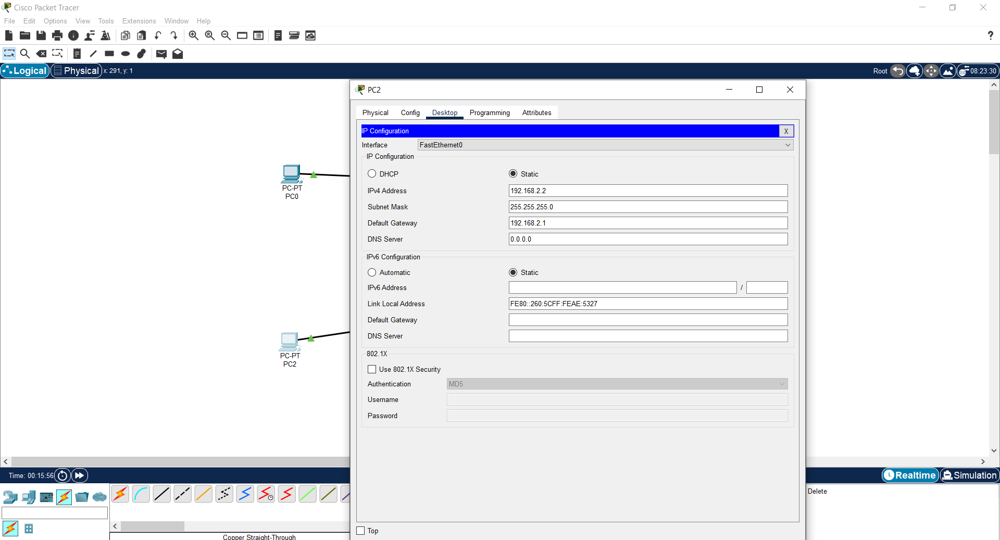 Cisco Packet Tracer
File Edit Options View Tools Extensions Window Help
?
Logical Physical x: 291, y: 1 Root 08:23:30
PC2
Physical Config Desktop Programming Attributes
IP Configuration X
Interface FastEthernet0
IP Configuration
DHCP Static
IPv4 Address 192.168.2.2
Subnet Mask 255.255.255.0
Default Gateway 192.168.2.1
DNS Server 0.0.0.0
IPv6 Configuration
Automatic Static
IPv6 Address /
Link Local Address FE80::260:5CFF:FEAE:5327
Default Gateway
DNS Server
802.1X
Use 802.1X Security
Authentication MD5
Username
Password
Top
PC-PT
PC0
PC-PT
PC2
Time: 00:15:56 Realtime Simulation
Delete
Copper Straight-Through